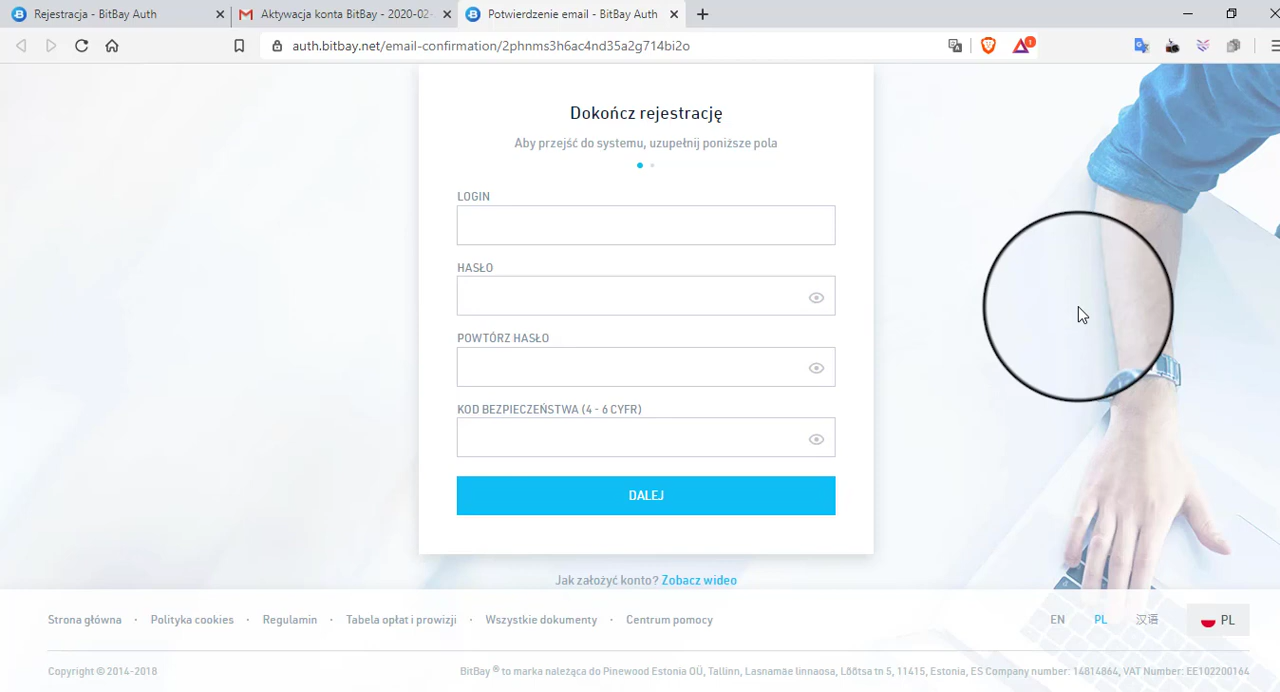 Rejestracja - BitBay Auth
Aktywacja konta BitBay - 2020-02-
Potwierdzenie email - BitBay Auth
auth.bitbay.net/email-confirmation/2phnms3h6ac4nd35a2g714bi2o
1
Dokończ rejestrację
Aby przejść do systemu, uzupełnij poniższe pola
LOGIN
HASŁO
POWTÓRZ HASŁO
KOD BEZPIECZEŃSTWA (4 - 6 CYFR)
DALEJ
Jak założyć konto? Zobacz wideo
Strona główna · Polityka cookies · Regulamin · Tabela opłat i prowizji · Wszystkie dokumenty · Centrum pomocy
EN PL 汉语 PL
Copyright © 2014-2018
BitBay ® to marka należąca do Pinewood Estonia OÜ, Tallinn, Lasnamäe linnaosa, Lõõtsa tn 5, 11415, Estonia, ES Company number: 14814864, VAT Number: EE102200164